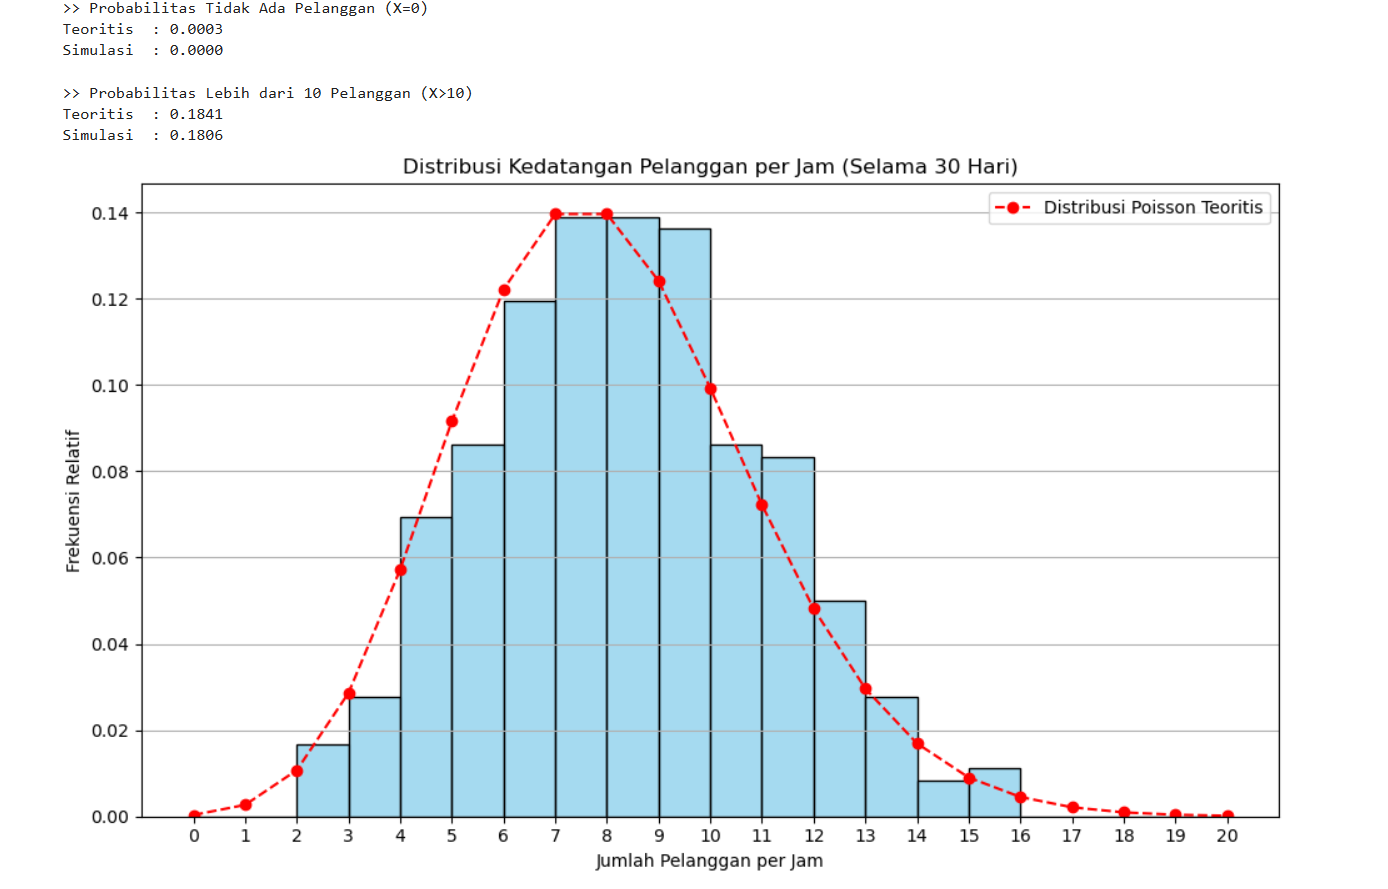 >> Probabilitas Tidak Ada Pelanggan (X=0)
Teoritis  : 0.0003
Simulasi  : 0.0000
>> Probabilitas Lebih dari 10 Pelanggan (X>10)
Teoritis  : 0.1841
Simulasi  : 0.1806
Distribusi Kedatangan Pelanggan per Jam (Selama 30 Hari)
Distribusi Poisson Teoritis
Frekuensi Relatif
0.14
0.12
0.10
0.08
0.06
0.04
0.02
0.00
0 1 2 3 4 5 6 7 8 9 10 11 12 13 14 15 16 17 18 19 20
Jumlah Pelanggan per Jam